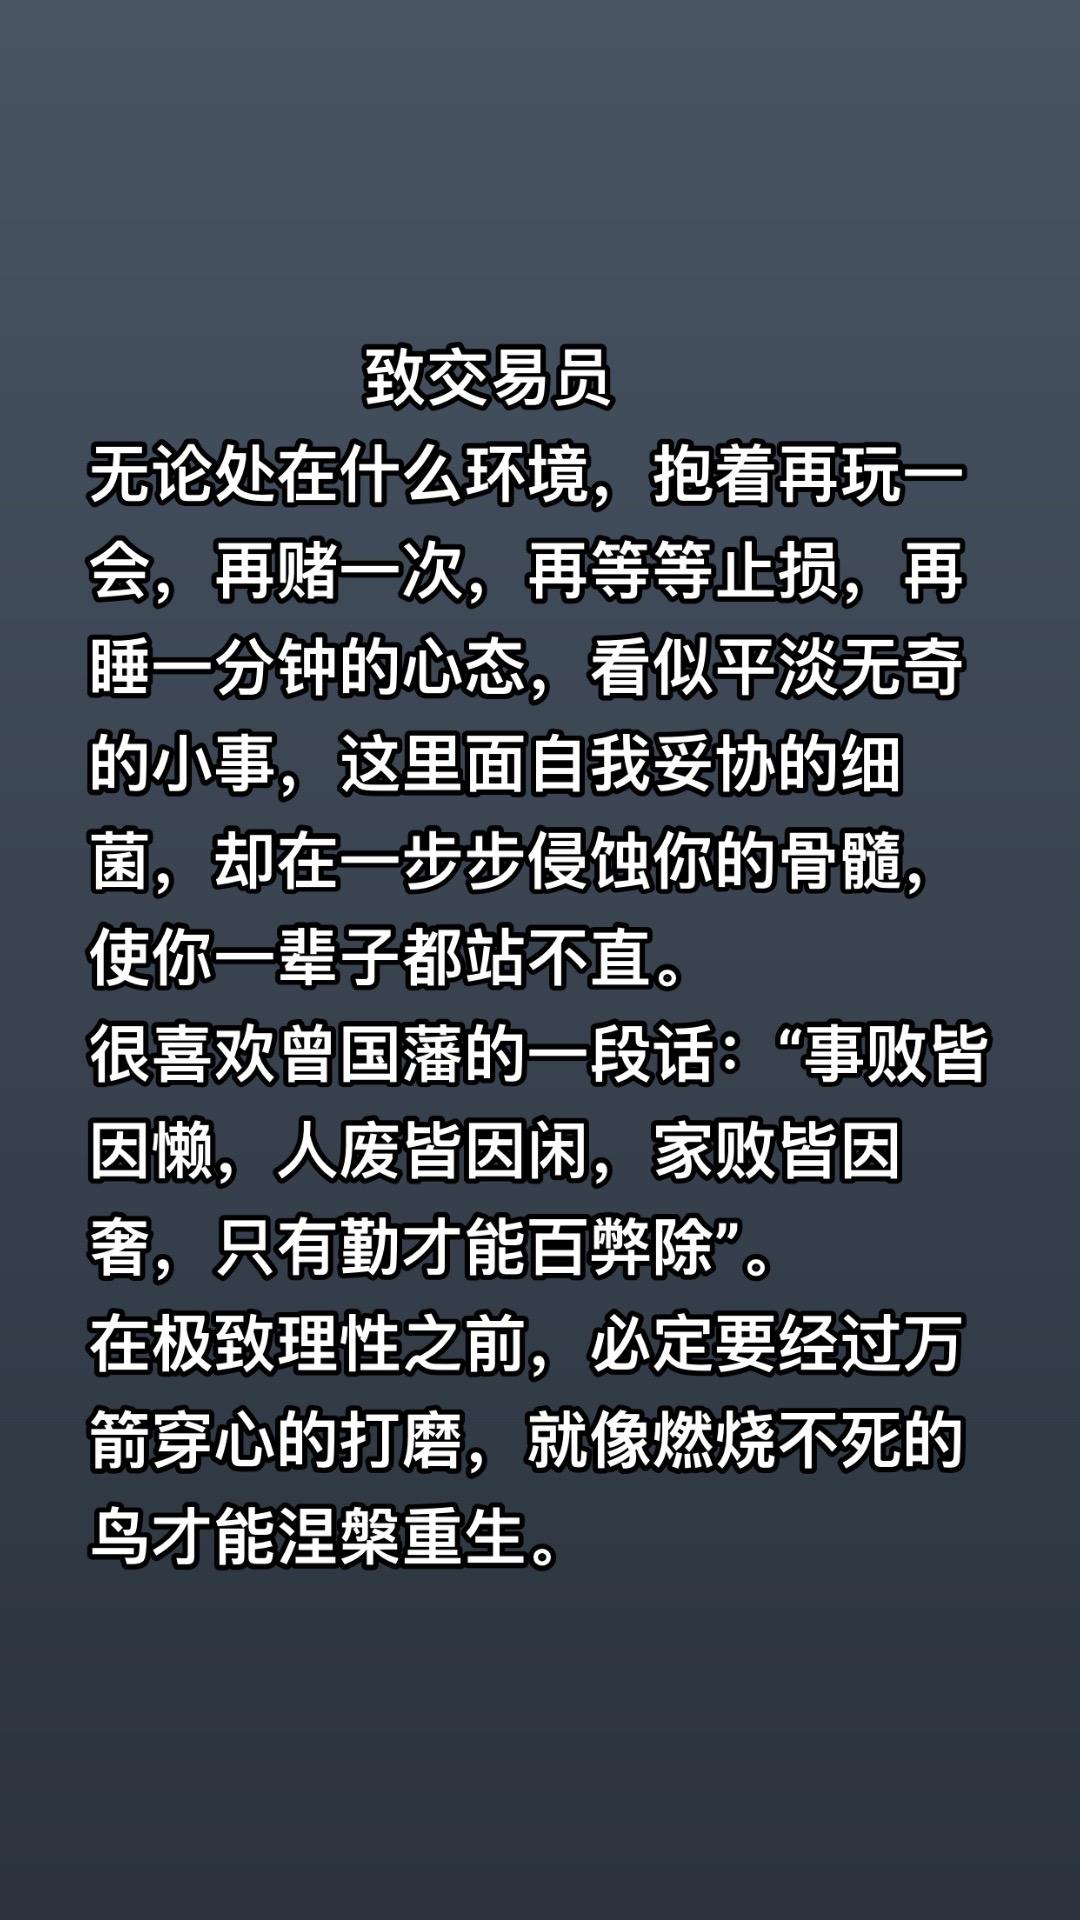 致交易员
无论处在什么环境，抱着再玩一
会，再赌一次，再等等止损，再
睡一分钟的心态，看似平淡无奇
的小事，这里面自我妥协的细
菌，却在一步步侵蚀你的骨髓，
使你一辈子都站不直。
很喜欢曾国藩的一段话：“事败皆
因懒，人废皆因闲，家败皆因
奢，只有勤才能百弊除”。
在极致理性之前，必定要经过万
箭穿心的打磨，就像燃烧不死的
鸟才能涅槃重生。